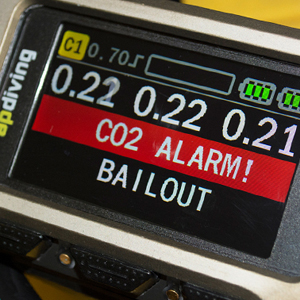 apdiving
C1 0.70
0.22 0.22 0.21
CO2 ALARM!
BAILOUT